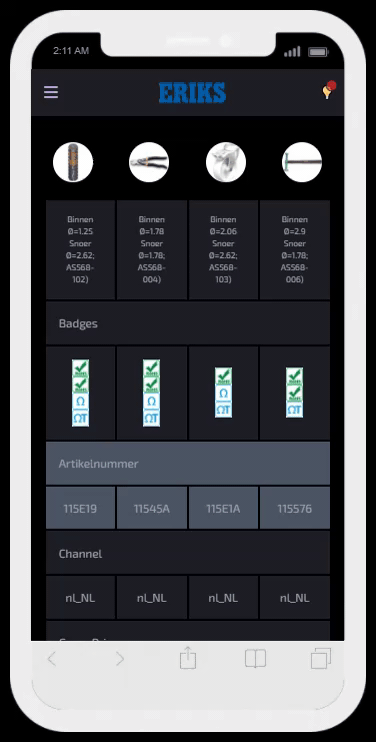 2:11 AM
ERIKS
Binnen Binnen Binnen Binnen
Ø=1.25 Ø=1.78 Ø=2.06 Ø=2.9
Snoer Snoer Snoer Snoer
Ø=2.62; Ø=1.78; Ø=2.62; Ø=1.78;
AS568- AS568- AS568- AS568-
102) 004) 103) 006)
Badges
Artikelnummer
115E19 11545A 115E1A 115576
Channel
nl_NL nl_NL nl_NL nl_NL